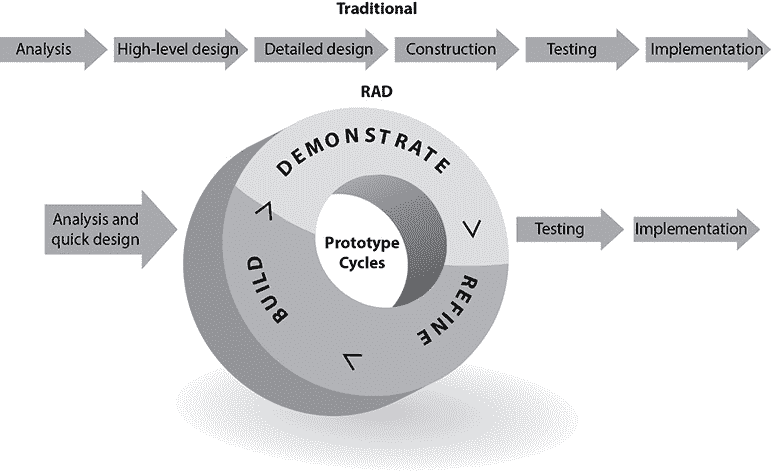 Traditional
Analysis
High-level design
Detailed design
Construction
Testing
Implementation
RAD
DEMONSTRATE
Analysis and
quick design
Prototype
Cycles
BUILD
REFINE
Testing
Implementation